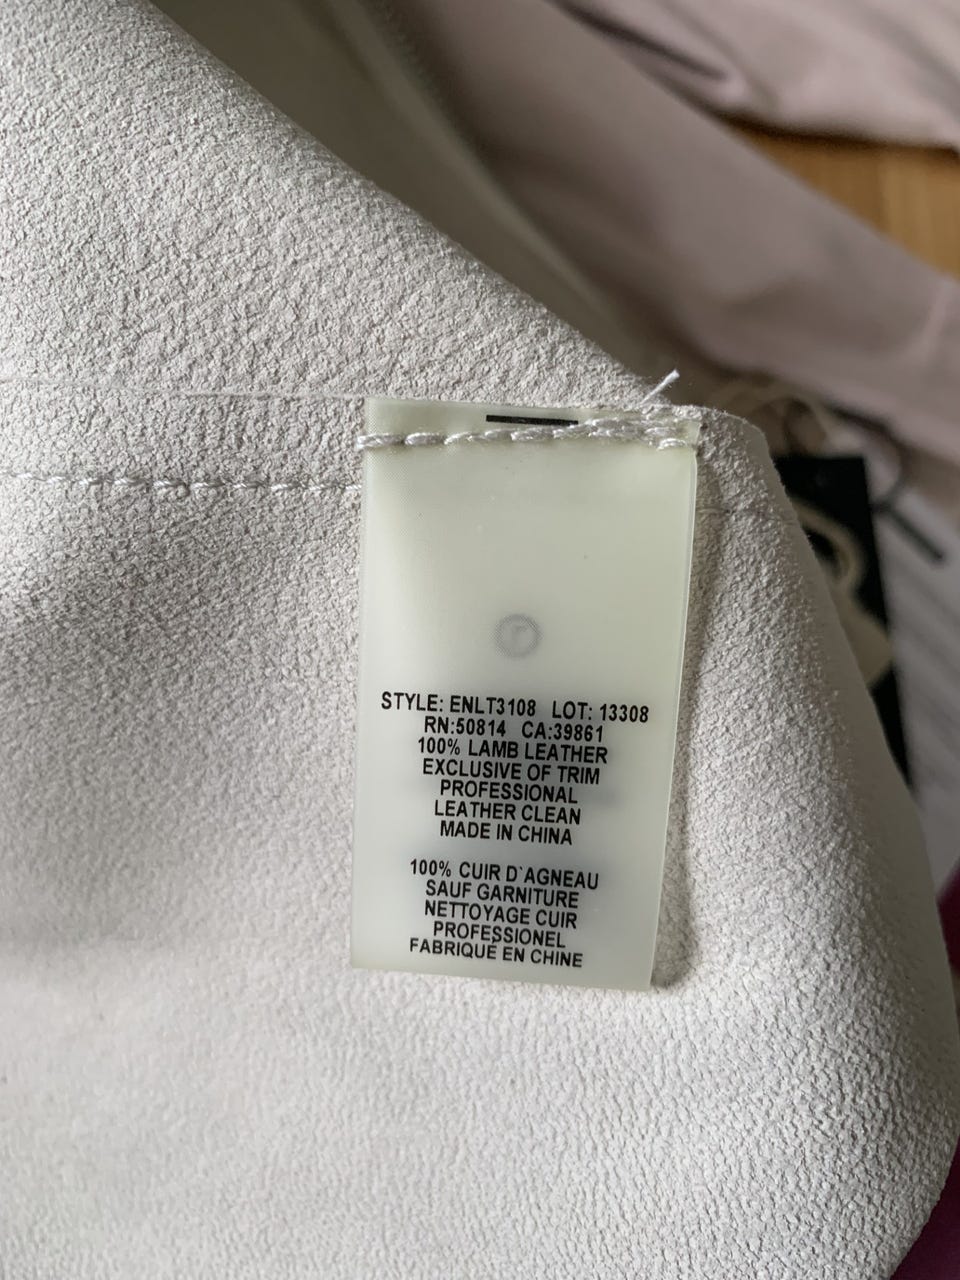 STYLE: ENLT3108 LOT: 13308
RN:50814 CA:39861
100% LAMB LEATHER
EXCLUSIVE OF TRIM
PROFESSIONAL
LEATHER CLEAN
MADE IN CHINA
100% CUIR D`AGNEAU
SAUF GARNITURE
NETTOYAGE CUIR
PROFESSIONEL
FABRIQUÉ EN CHINE